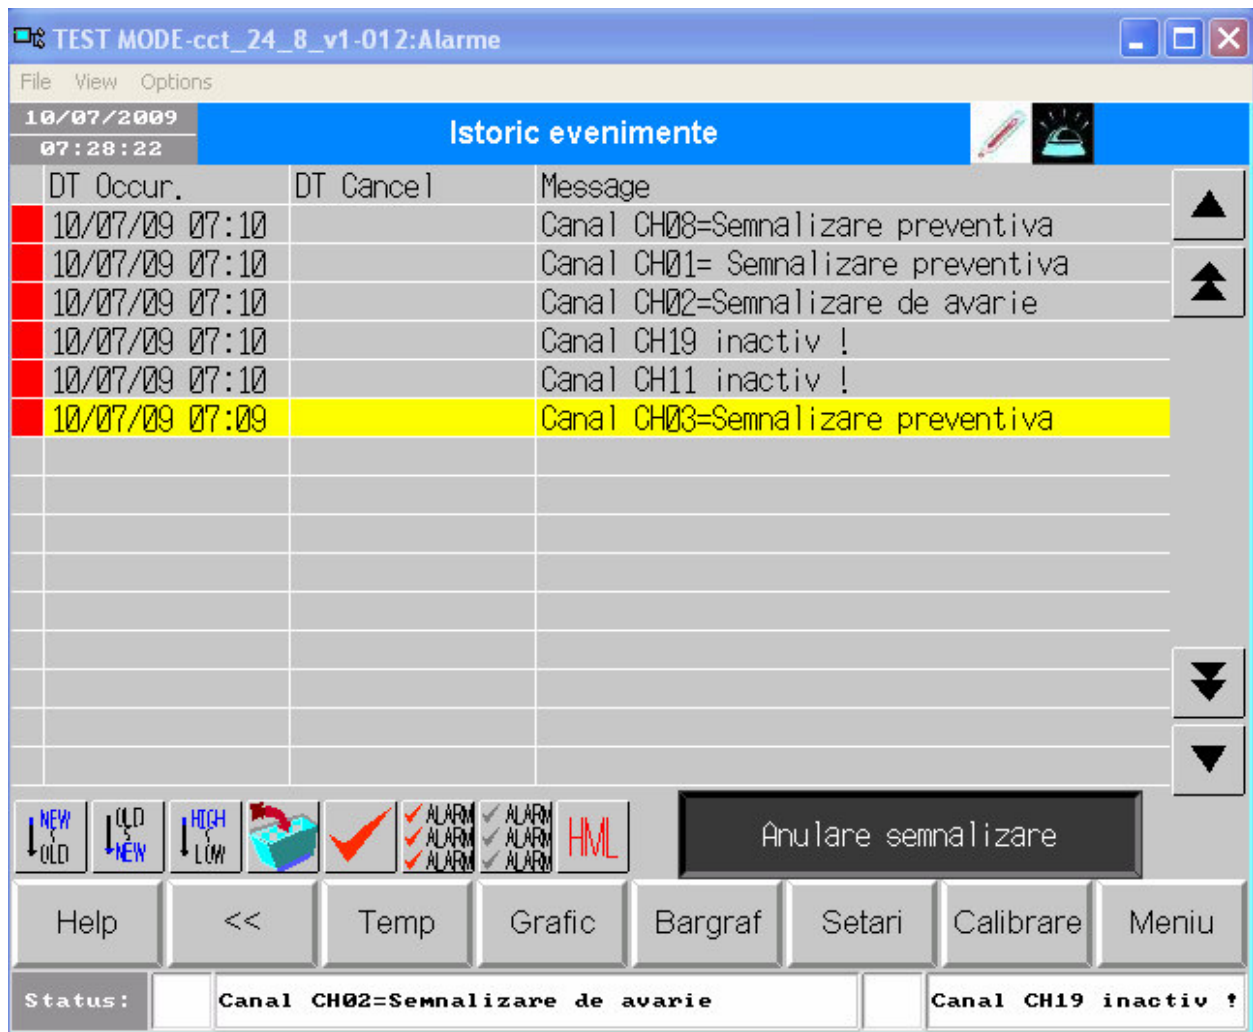 TEST MODE-cct_24_8_v1-012:Alarme
File View Options
10/07/2009
07:28:22
Istoric evenimente
DT Occur. DT Cancel Message
10/07/09 07:10 Canal CH08=Semnalizare preventiva
10/07/09 07:10 Canal CH01= Semnalizare preventiva
10/07/09 07:10 Canal CH02=Semnalizare de avarie
10/07/09 07:10 Canal CH19 inactiv !
10/07/09 07:10 Canal CH11 inactiv !
10/07/09 07:09 Canal CH03=Semnalizare preventiva
NEW
OLD
OLD
NEW
HIGH
LOW
ALARM
ALARM
ALARM
ALARM
ALARM
ALARM
HML
Anulare semnalizare
Help << Temp Grafic Bargraf Setari Calibrare Meniu
Status: Canal CH02=Semnalizare de avarie Canal CH19 inactiv !